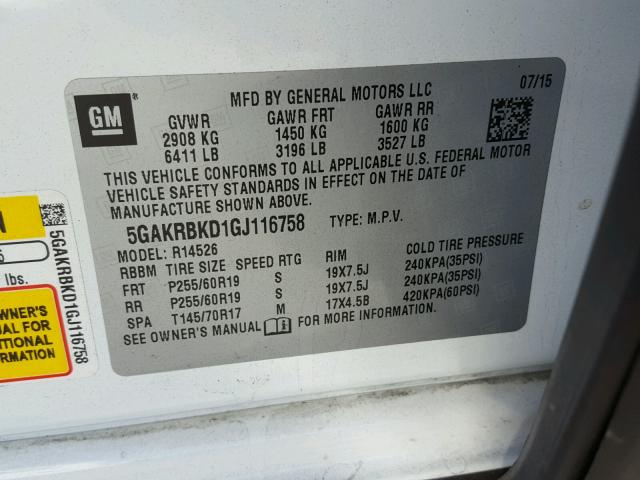 GM
MFD BY GENERAL MOTORS LLC 07/15
GVWR GAWR FRT GAWR RR
2908 KG 1450 KG 1600 KG
6411 LB 3196 LB 3527 LB
THIS VEHICLE CONFORMS TO ALL APPLICABLE U.S. FEDERAL MOTOR
VEHICLE SAFETY STANDARDS IN EFFECT ON THE DATE OF
MANUFACTURE SHOWN ABOVE.
5GAKRBKD1GJ116758 TYPE: M.P.V.
MODEL: R14526
RBBM TIRE SIZE SPEED RTG RIM COLD TIRE PRESSURE
FRT P255/60R19 S 19X7.5J 240KPA(35PSI)
RR P255/60R19 S 19X7.5J 240KPA(35PSI)
SPA T145/70R17 M 17X4.5B 420KPA(60PSI)
SEE OWNER'S MANUAL FOR MORE INFORMATION.
N
lbs.
OWNER'S
UAL FOR
ITIONAL
RMATION
5GAKRBKD1GJ116758